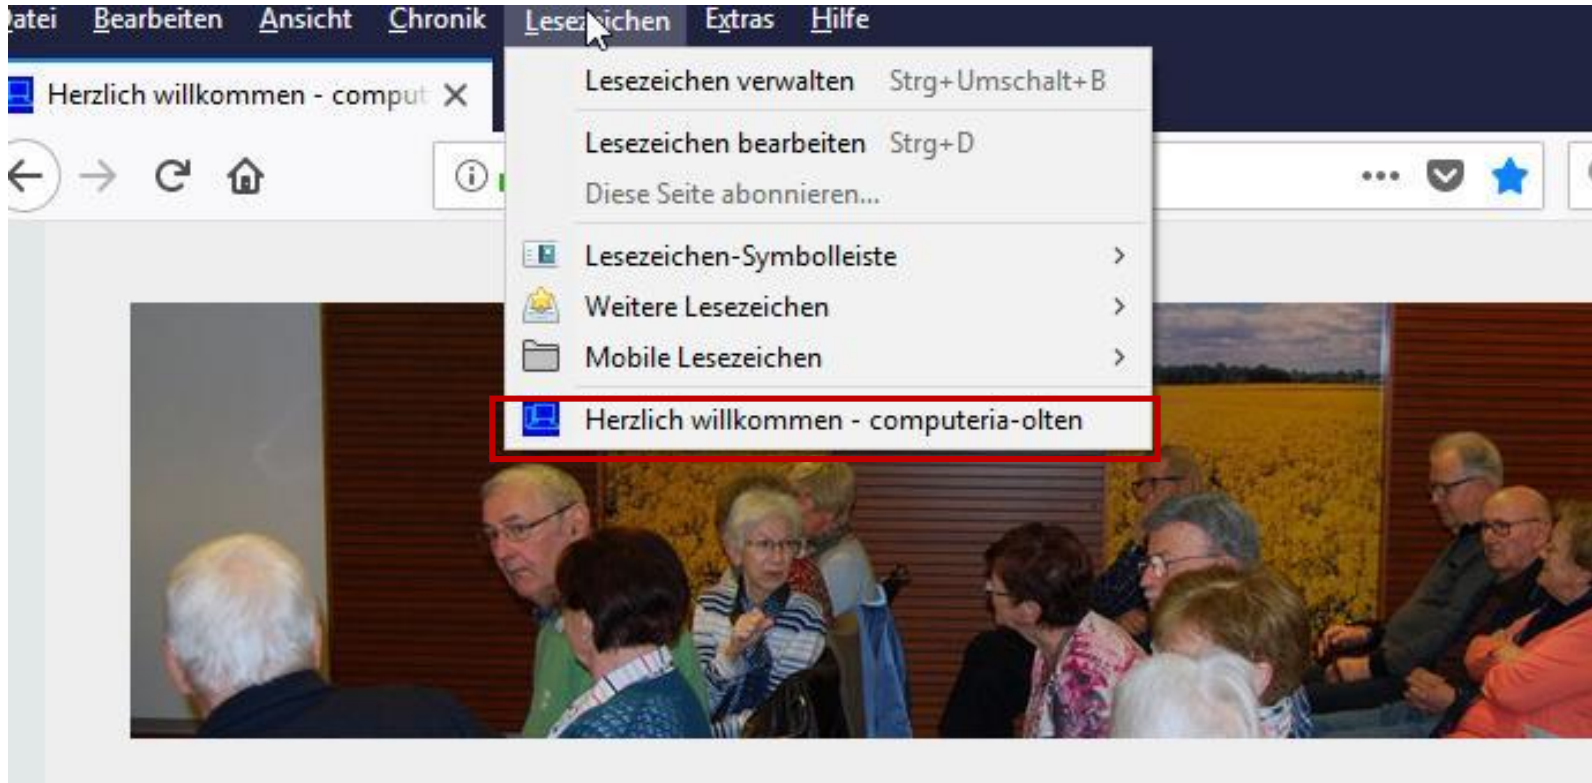 atei Bearbeiten Ansicht Chronik Lesezeichen Extras Hilfe
Herzlich willkommen - comput
Lesezeichen verwalten Strg+Umschalt+B
Lesezeichen bearbeiten Strg+D
Diese Seite abonnieren...
Lesezeichen-Symbolleiste
Weitere Lesezeichen
Mobile Lesezeichen
Herzlich willkommen - computeria-olten